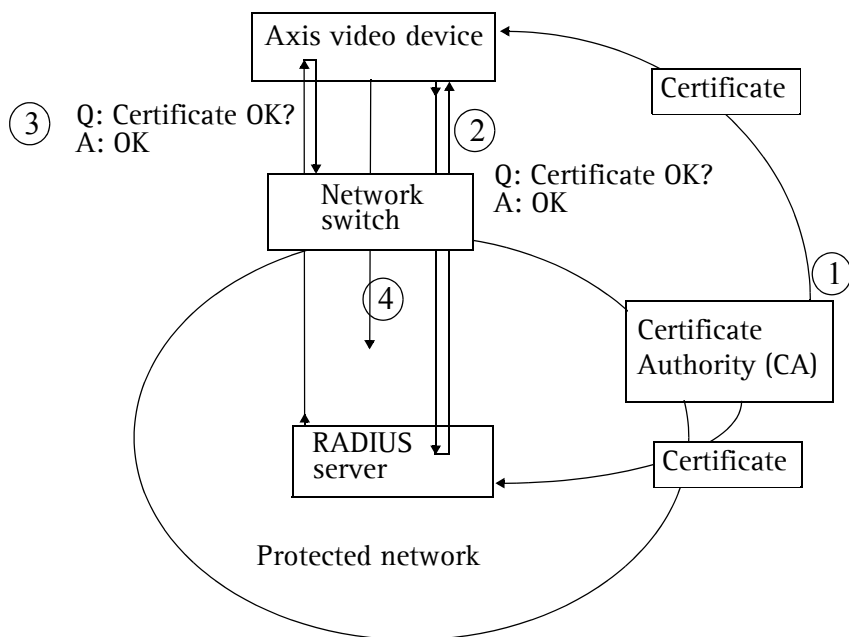 Axis video device
Certificate
3
Q: Certificate OK?
A: OK
2
Q: Certificate OK?
A: OK
Network
switch
1
4
Certificate
Authority (CA)
RADIUS
server
Certificate
Protected network